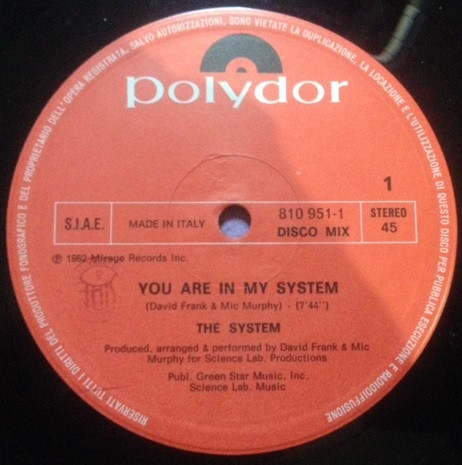 RISERVATI TUTTI I DIRITTI DEL PRODUTTORE FONOGRAFICO E DEL PROPRIETARIO DELL'OPERA REGISTRATA, SALVO AUTORIZZAZIONI, SONO VIETATE LA DUPLICAZIONE, LA LOCAZIONE E L'UTILIZZAZIONE DI QUESTO DISCO PER PUBBLICA ESECUZIONE E RADIODIFFUSIONE
polydor
1
S.I.A.E.
MADE IN ITALY
810 951-1
DISCO MIX
STEREO
45
℗ 1982 Mirage Records Inc.
YOU ARE IN MY SYSTEM
(David Frank & Mic Murphy) - (7'44'')
THE SYSTEM
Produced, arranged & performed by David Frank & Mic
Murphy for Science Lab. Productions
Publ. Green Star Music, Inc.
Science Lab. Music